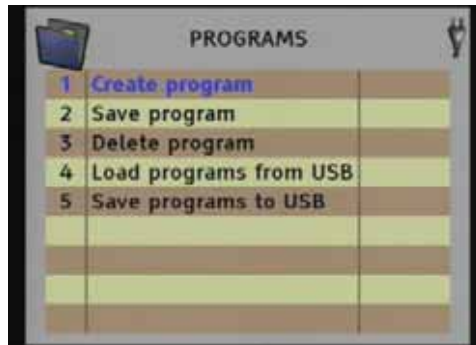 PROGRAMS
1 Create program
2 Save program
3 Delete program
4 Load programs from USB
5 Save programs to USB